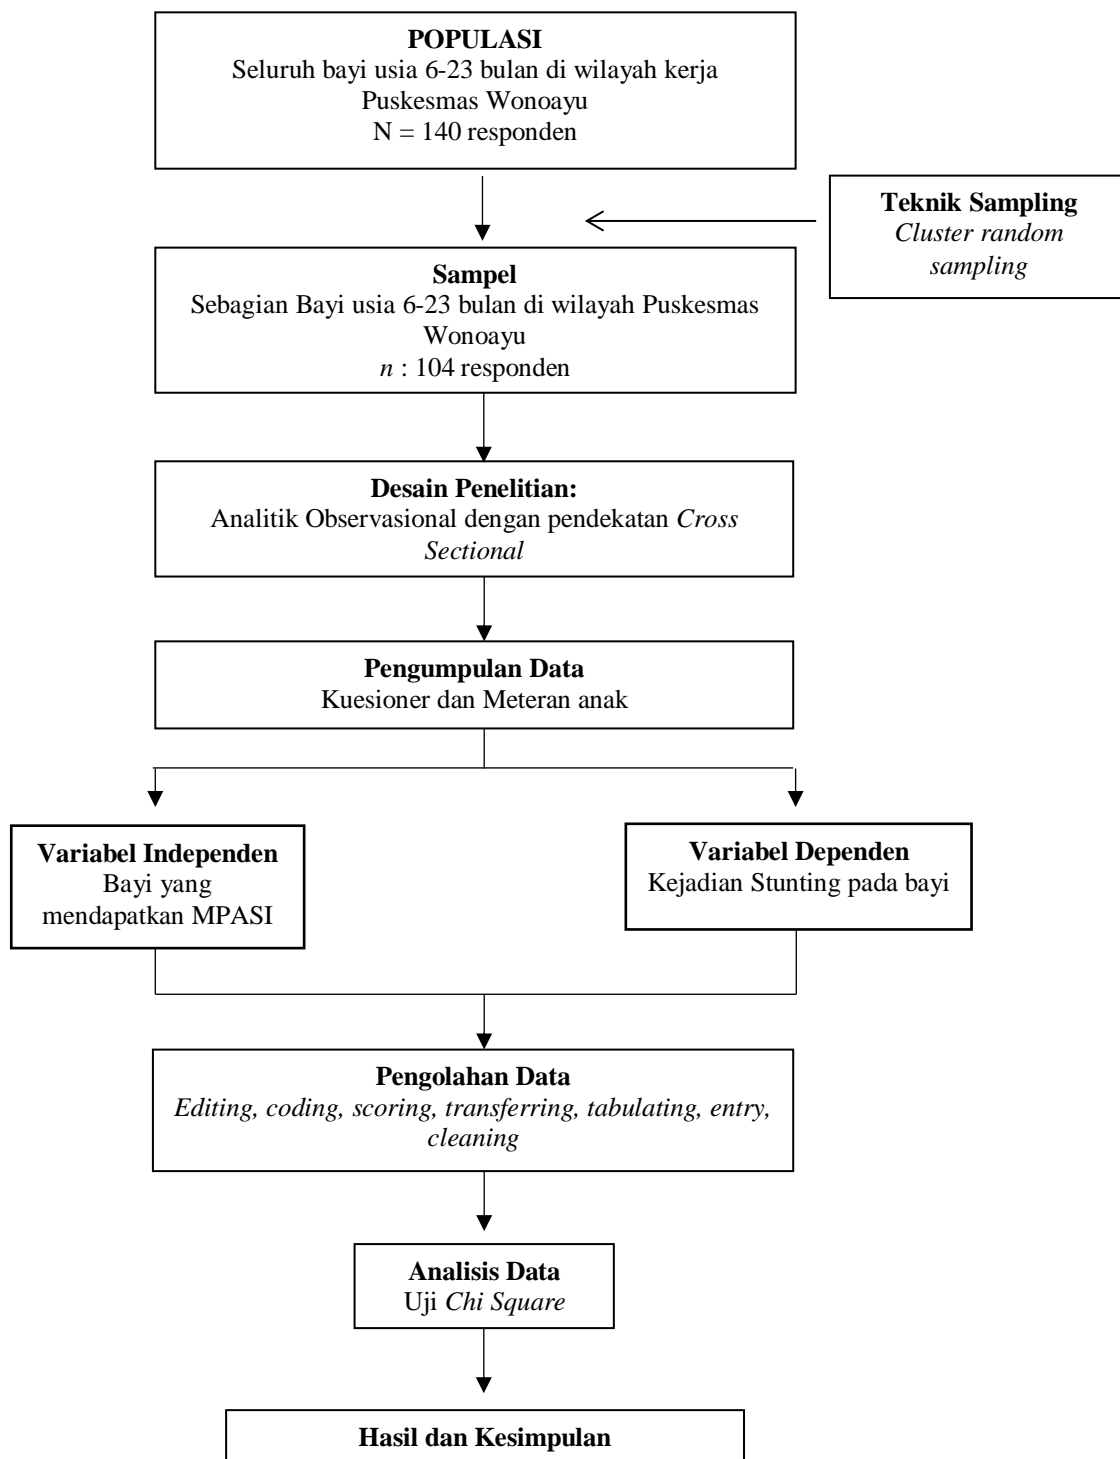 POPULASI
Seluruh bayi usia 6-23 bulan di wilayah kerja
Puskesmas Wonoayu
N = 140 responden
Teknik Sampling
Cluster random
sampling
Sampel
Sebagian Bayi usia 6-23 bulan di wilayah Puskesmas
Wonoayu
n : 104 responden
Desain Penelitian:
Analitik Observasional dengan pendekatan Cross
Sectional
Pengumpulan Data
Kuesioner dan Meteran anak
Variabel Independen
Bayi yang
mendapatkan MPASI
Variabel Dependen
Kejadian Stunting pada bayi
Pengolahan Data
Editing, coding, scoring, transferring, tabulating, entry,
cleaning
Analisis Data
Uji Chi Square
Hasil dan Kesimpulan